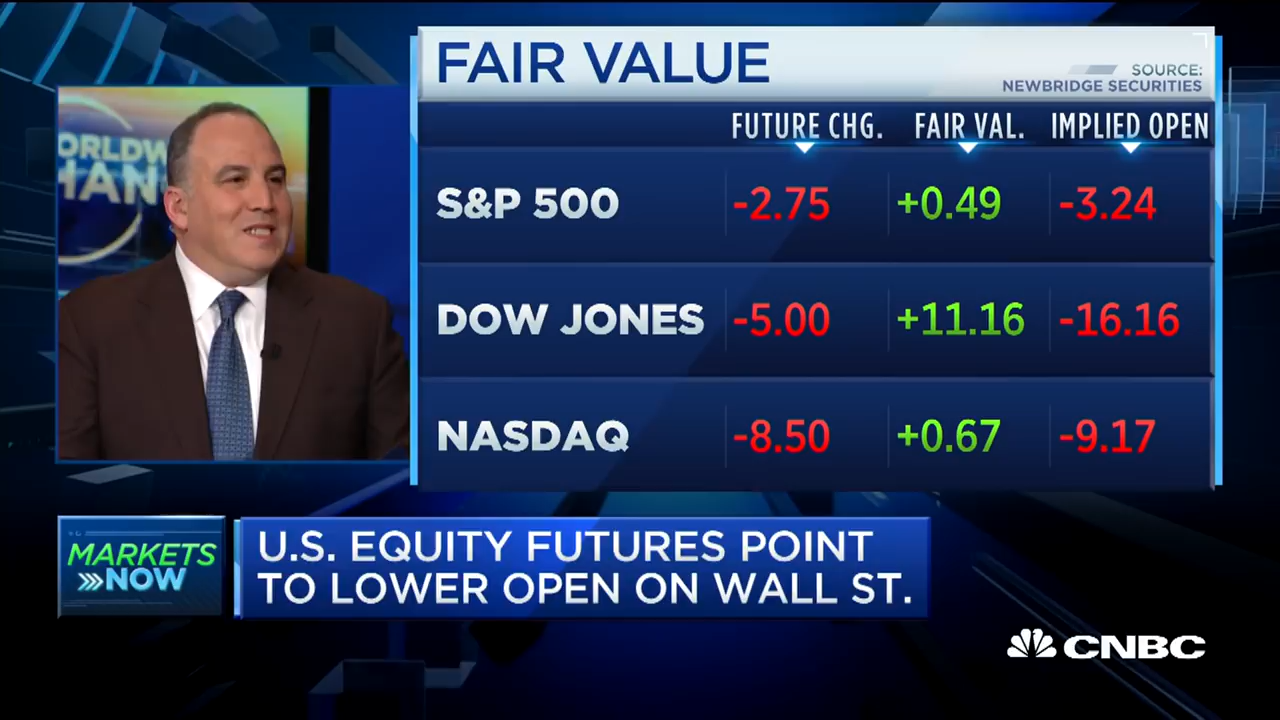 FAIR VALUE
SOURCE:
NEWBRIDGE SECURITIES
FUTURE CHG. FAIR VAL. IMPLIED OPEN
S&P 500 -2.75 +0.49 -3.24
DOW JONES -5.00 +11.16 -16.16
NASDAQ -8.50 +0.67 -9.17
MARKETS
NOW
U.S. EQUITY FUTURES POINT
TO LOWER OPEN ON WALL ST.
CNBC